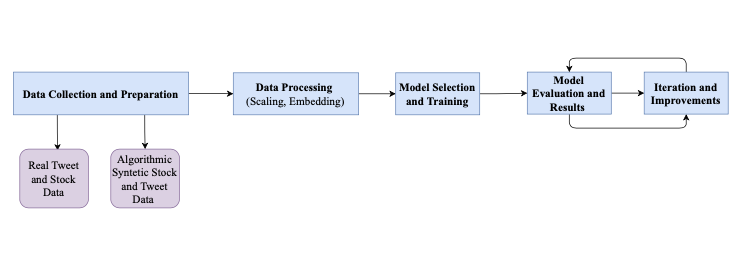 Data Collection and Preparation
Data Processing
(Scaling, Embedding)
Model Selection
and Training
Model
Evaluation and
Results
Iteration and
Improvements
Real Tweet
and Stock
Data
Algorithmic
Syntetic Stock
and Tweet
Data